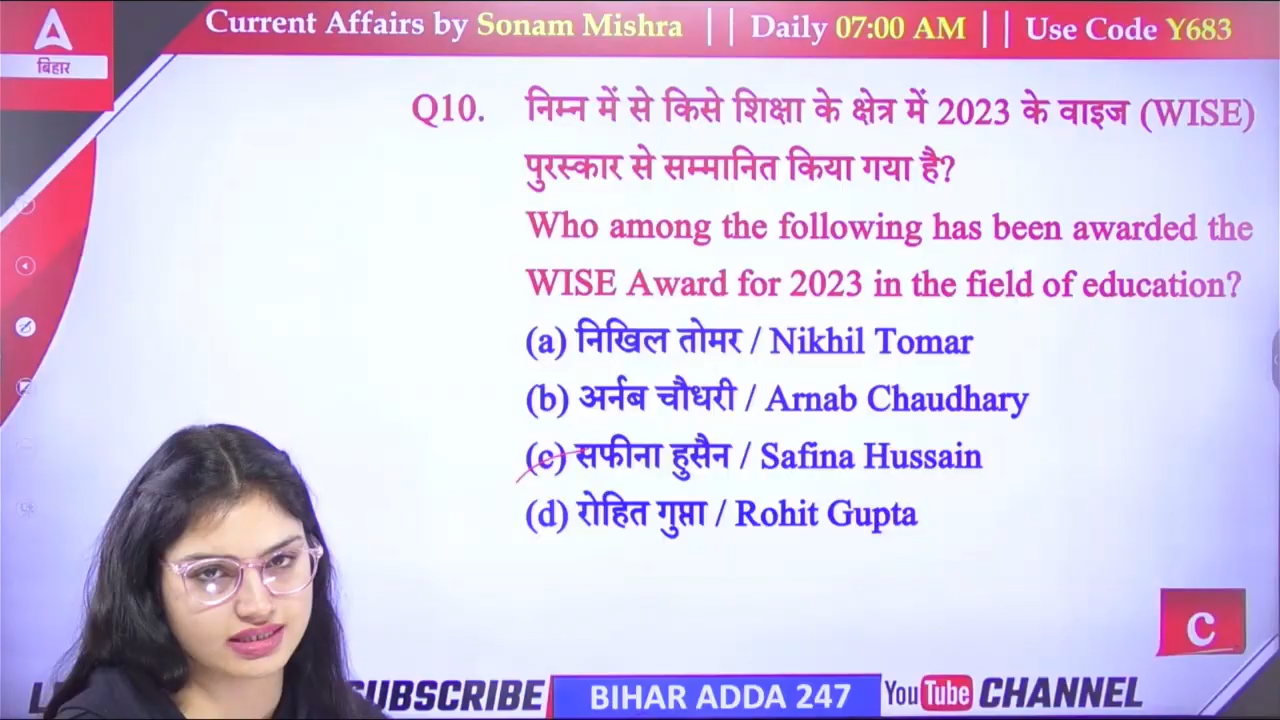 Current Affairs by Sonam Mishra || Daily 07:00 AM || Use Code Y683
बिहार
Q10. निम्न में से किसे शिक्षा के क्षेत्र में 2023 के वाइज (WISE)
पुरस्कार से सम्मानित किया गया है?
Who among the following has been awarded the
WISE Award for 2023 in the field of education?
(a) निखिल तोमर / Nikhil Tomar
(b) अर्नब चौधरी / Arnab Chaudhary
(c) सफीना हुसैन / Safina Hussain
(d) रोहित गुप्ता / Rohit Gupta
C
SUBSCRIBE BIHAR ADDA 247 YouTube CHANNEL